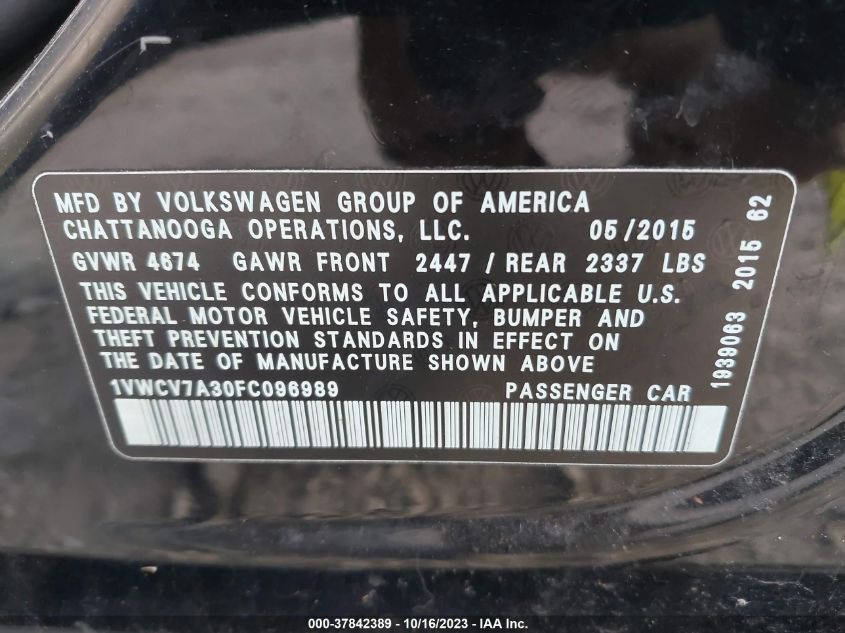 MFD BY VOLKSWAGEN GROUP OF AMERICA
CHATTANOOGA OPERATIONS, LLC. 05/2015
GVWR 4674 GAWR FRONT 2447 / REAR 2337 LBS
THIS VEHICLE CONFORMS TO ALL APPLICABLE U.S.
FEDERAL MOTOR VEHICLE SAFETY, BUMPER AND
THEFT PREVENTION STANDARDS IN EFFECT ON
THE DATE OF MANUFACTURE SHOWN ABOVE
1VWCV7A30FC096989 PASSENGER CAR
1939063 2015 62
000-37842389 - 10/16/2023 - IAA Inc.